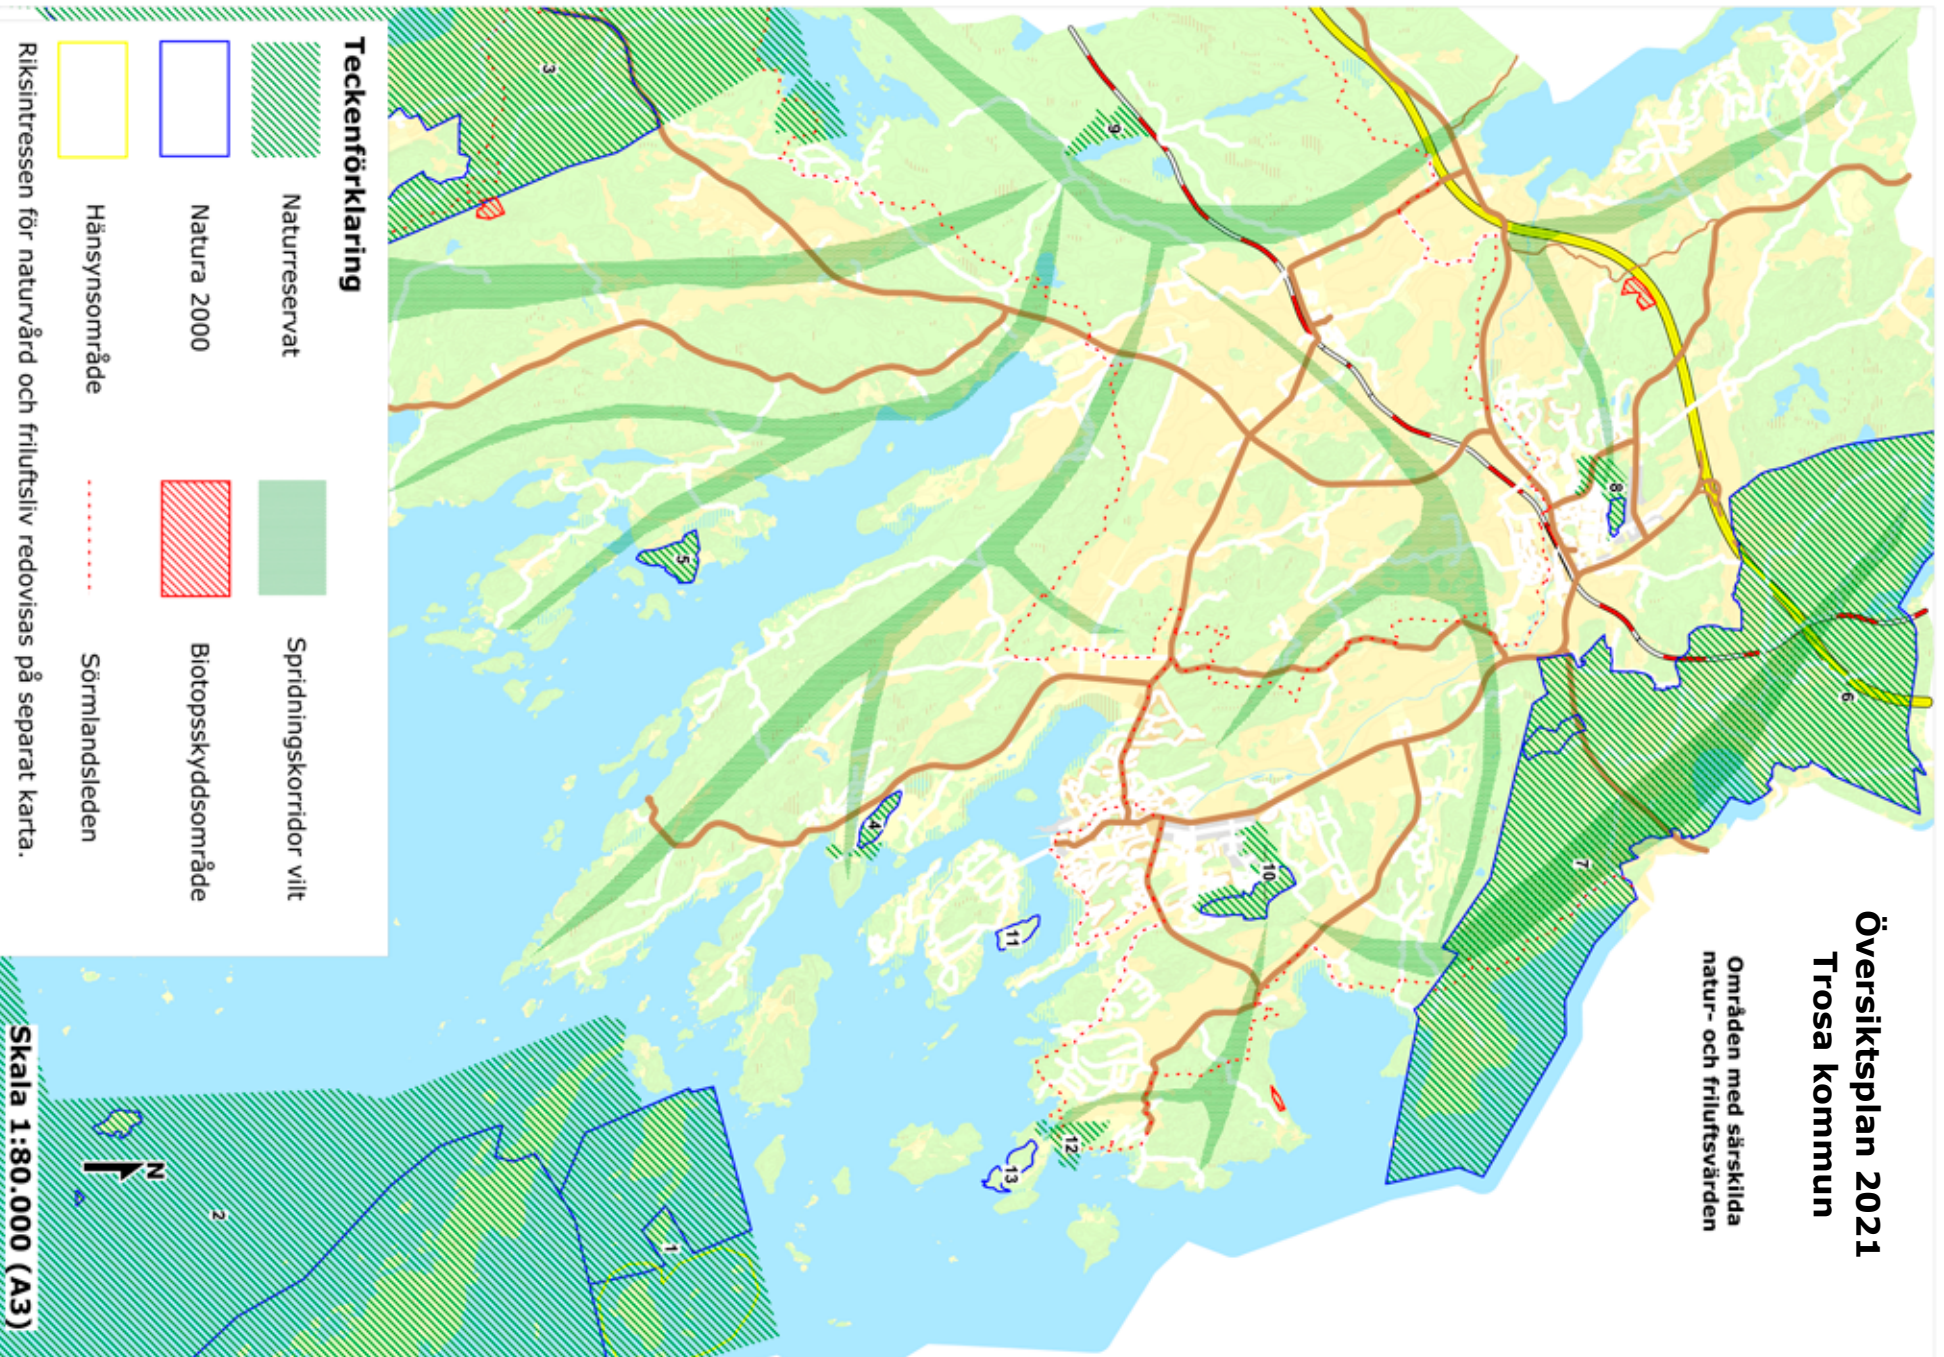 Översiktsplan 2021
Trosa kommun
Områden med särskilda
natur- och friluftsvärden
6
7
8
9
10
11
12
13
4
5
3
1
2
N
Skala 1:80.000 (A3)
Teckenförklaring
Naturreservat
Natura 2000
Hänsynsområde
Spridningskorridor vilt
Biotopsskyddsområde
Sörmlandsleden
Riksintressen för naturvård och friluftsliv redovisas på separat karta.